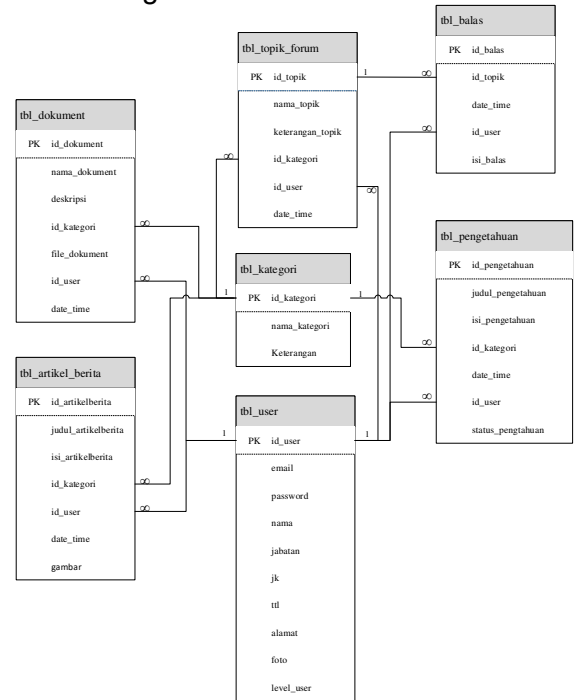 tbl_balas
PK id_balas
id_topik
date_time
id_user
isi_balas
tbl_topik_forum
PK id_topik
nama_topik
keterangan_topik
id_kategori
id_user
date_time
tbl_dokument
PK id_dokument
nama_dokument
deskripsi
id_kategori
file_dokument
id_user
date_time
tbl_kategori
PK id_kategori
nama_kategori
Keterangan
tbl_pengetahuan
PK id_pengetahuan
judul_pengetahuan
isi_pengetahuan
id_kategori
date_time
id_user
status_pengtahuan
tbl_artikel_berita
PK id_artikelberita
judul_artikelberita
isi_artikelberita
id_kategori
id_user
date_time
gambar
tbl_user
PK id_user
email
password
nama
jabatan
jk
ttl
alamat
foto
level_user
1 ∞
∞
∞
∞
∞
∞
1
1
∞
∞
1
1
∞
∞